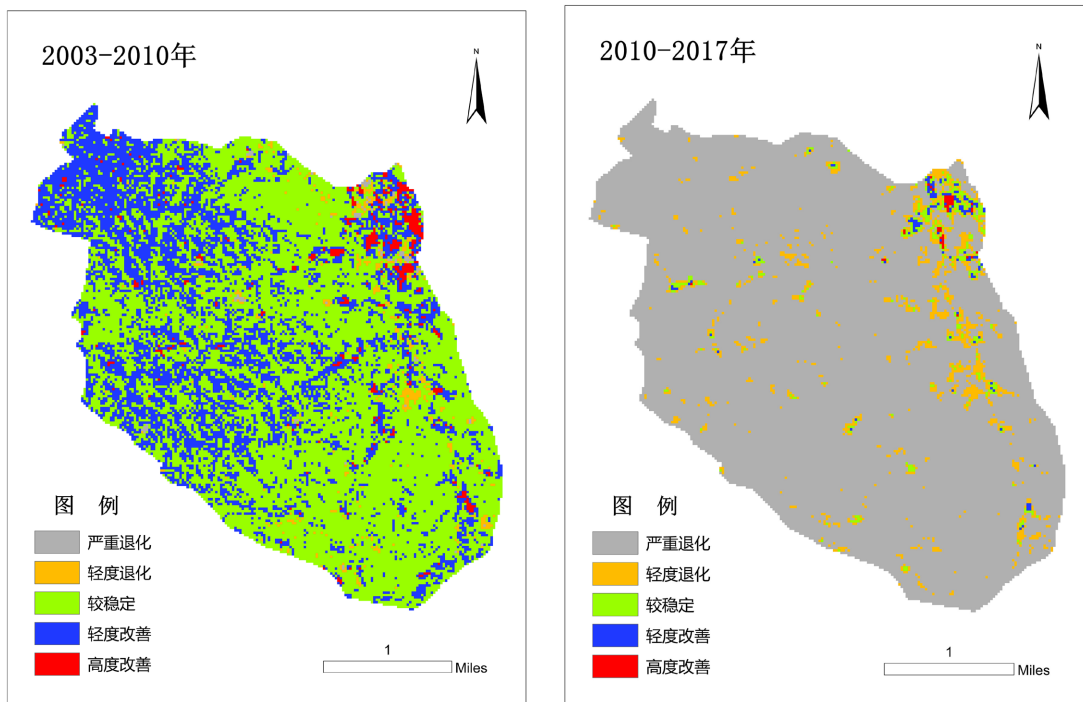 2003-2010年
N
图 例
严重退化
轻度退化
较稳定
轻度改善
高度改善
1
Miles
2010-2017年
N
图 例
严重退化
轻度退化
较稳定
轻度改善
高度改善
1
Miles